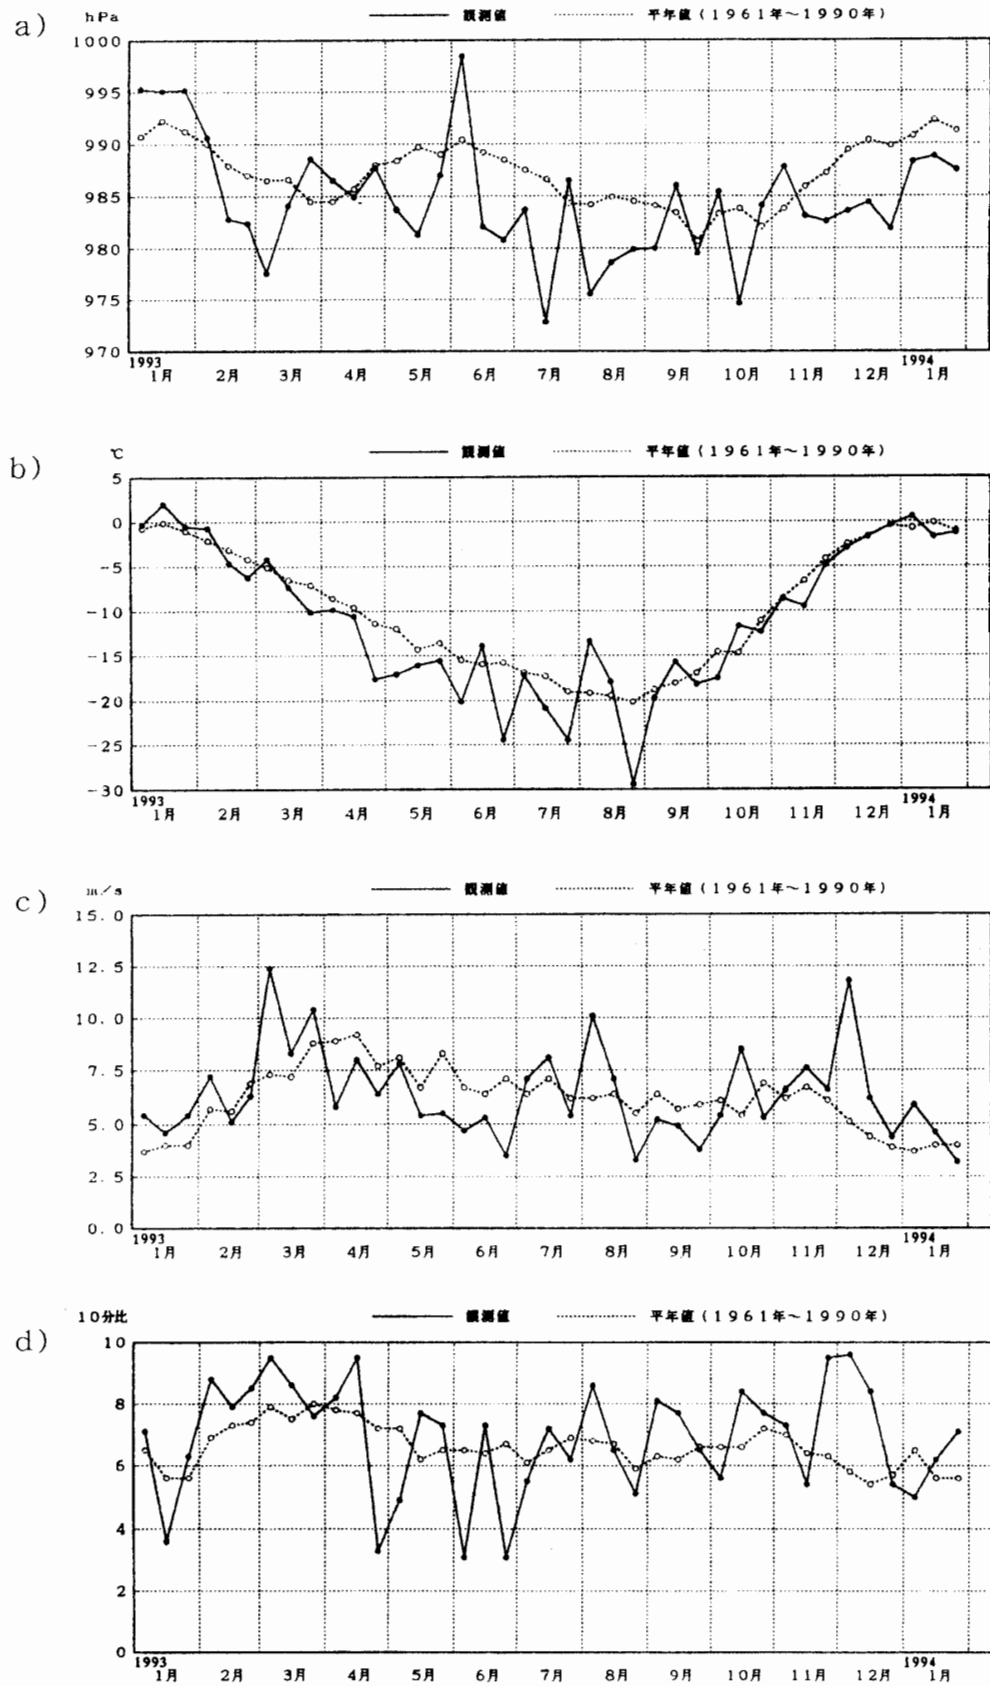 a)
hPa
観測値 平年値(1961年～1990年)
1000
995
990
985
980
975
970
1993 1994
1月 2月 3月 4月 5月 6月 7月 8月 9月 10月 11月 12月 1月
b)
℃
観測値 平年値(1961年～1990年)
5
0
-5
-10
-15
-20
-25
-30
1993 1994
1月 2月 3月 4月 5月 6月 7月 8月 9月 10月 11月 12月 1月
c)
m/s
観測値 平年値(1961年～1990年)
15.0
12.5
10.0
7.5
5.0
2.5
0.0
1993 1994
1月 2月 3月 4月 5月 6月 7月 8月 9月 10月 11月 12月 1月
d)
10分比
観測値 平年値(1961年～1990年)
10
8
6
4
2
0
1993 1994
1月 2月 3月 4月 5月 6月 7月 8月 9月 10月 11月 12月 1月